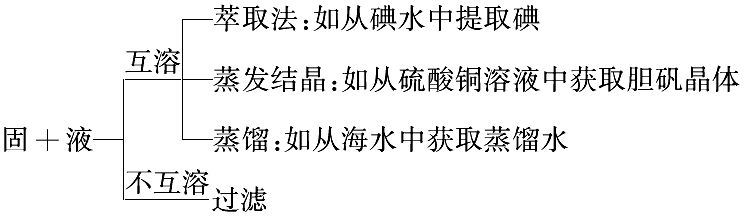 萃取法:如从碘水中提取碘
互溶
蒸发结晶:如从硫酸铜溶液中获取胆矾晶体
固+液
蒸馏:如从海水中获取蒸馏水
不互溶
过滤